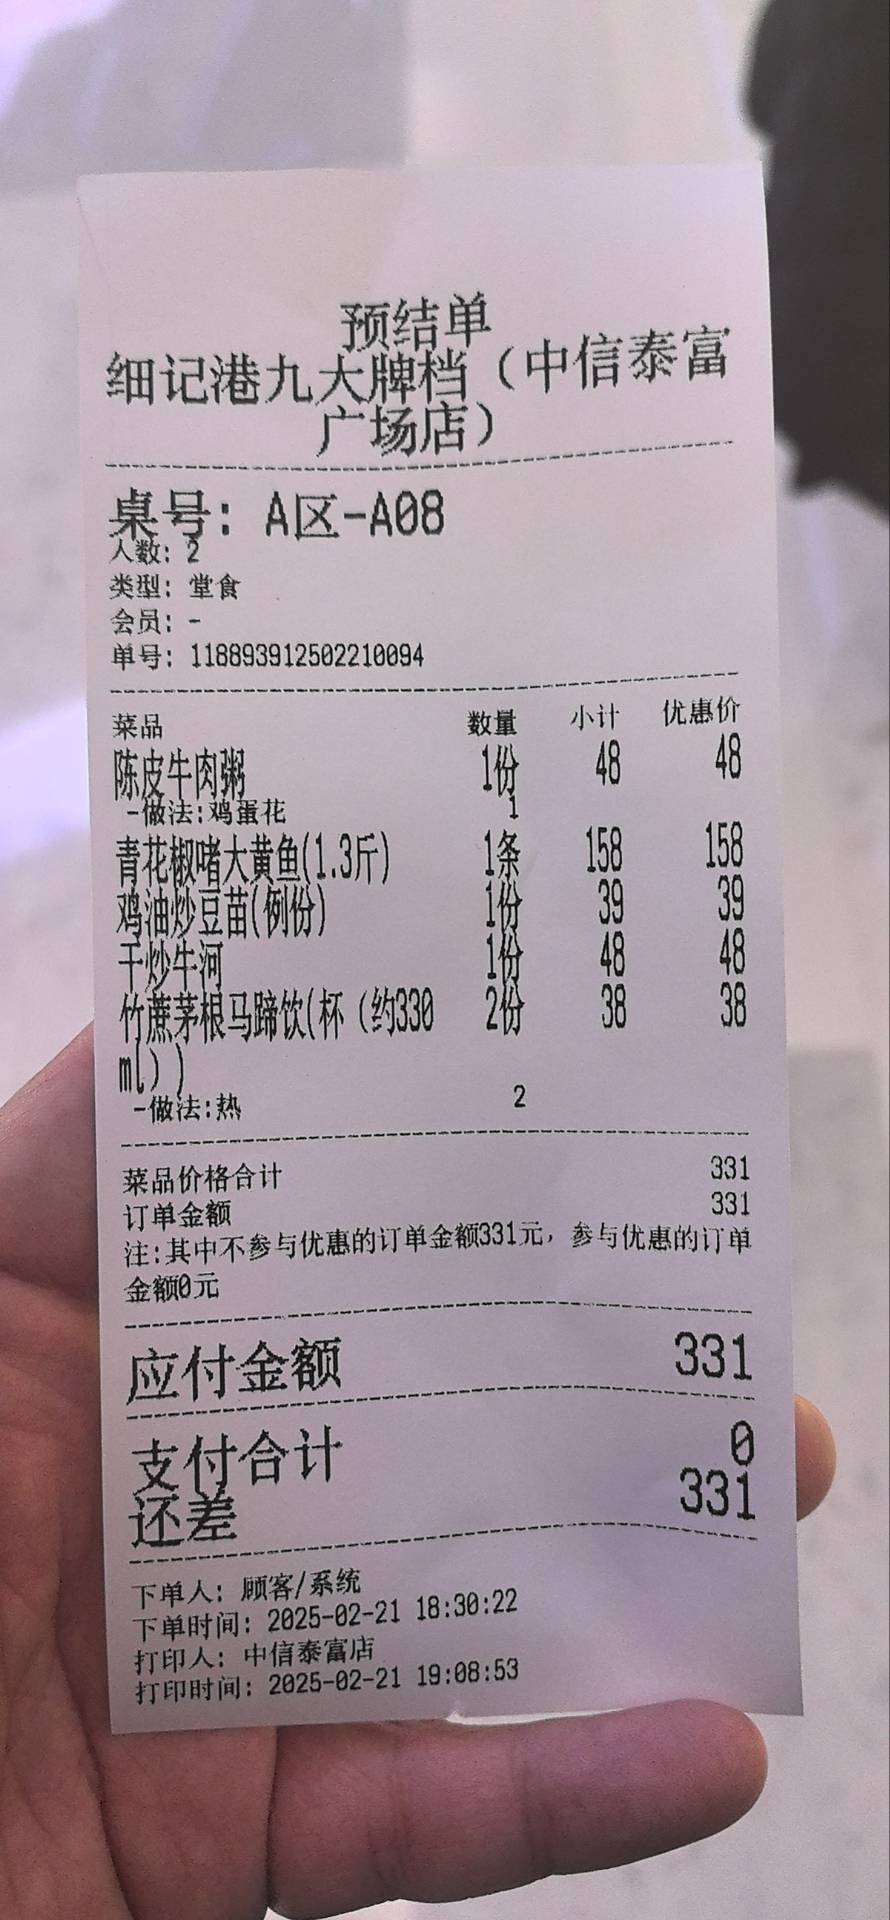 预结单
细记港九大牌档（中信泰富
广场店）
桌号: A区-A08
人数: 2
类型: 堂食
会员: -
单号: 118893912502210094
菜品 数量 小计 优惠价
陈皮牛肉粥 1份 48 48
-做法:鸡蛋花 1
青花椒啫大黄鱼(1.3斤) 1条 158 158
鸡油炒豆苗(例份) 1份 39 39
干炒牛河 1份 48 48
竹蔗茅根马蹄饮(杯（约330 2份 38 38
ml）)
-做法:热 2
菜品价格合计 331
订单金额 331
注:其中不参与优惠的订单金额331元，参与优惠的订单
金额0元
应付金额 331
支付合计 0
还差 331
下单人: 顾客/系统
下单时间: 2025-02-21 18:30:22
打印人: 中信泰富店
打印时间: 2025-02-21 19:08:53